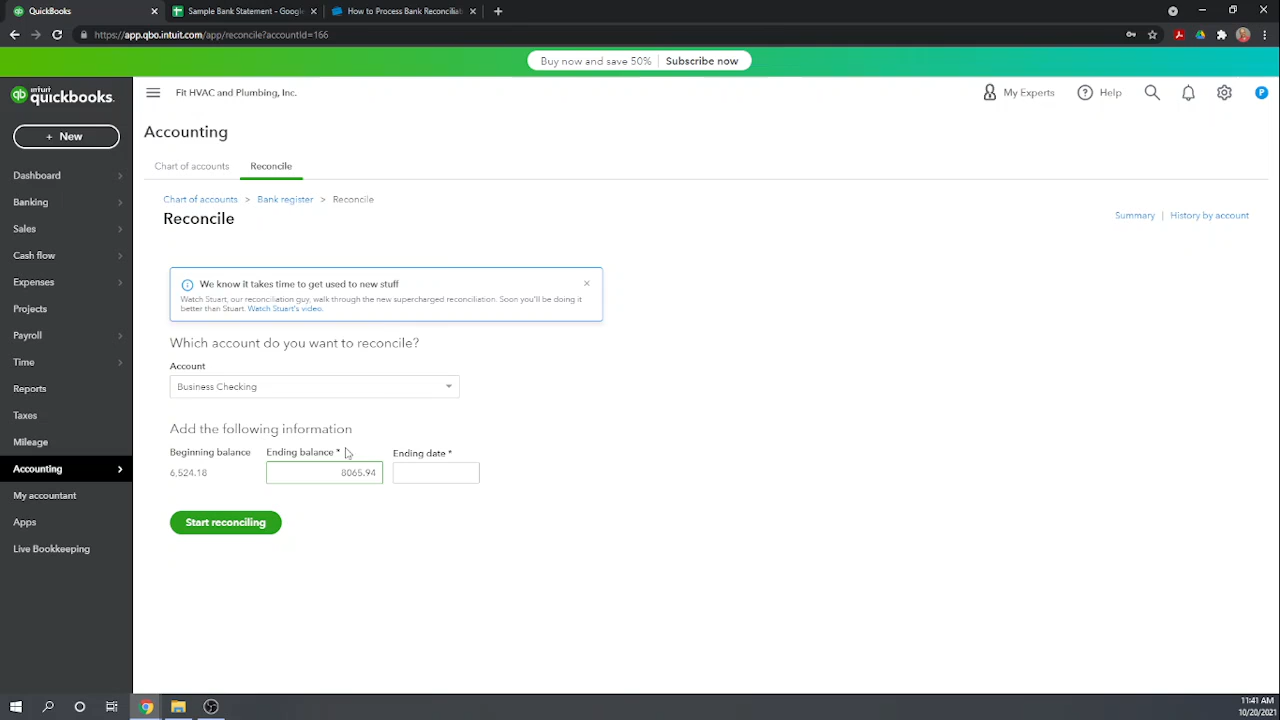 QuickBooks
Sample Bank Statement - Google
How to Process Bank Reconciliat
https://app.qbo.intuit.com/app/reconcile?accountId=166
Buy now and save 50% | Subscribe now
intuit quickbooks.
Fit HVAC and Plumbing, Inc.
My Experts
Help
P
+ New
Dashboard
Banking
Sales
Cash flow
Expenses
Projects
Payroll
Time
Reports
Taxes
Mileage
Accounting
My accountant
Apps
Live Bookkeeping
Accounting
Chart of accounts
Reconcile
Chart of accounts > Bank register > Reconcile
Reconcile
Summary | History by account
We know it takes time to get used to new stuff
Watch Stuart, our reconciliation guy, walk through the new supercharged reconciliation. Soon you'll be doing it
better than Stuart. Watch Stuart's video.
Which account do you want to reconcile?
Account
Business Checking
Add the following information
Beginning balance Ending balance * Ending date *
6,524.18 8065.94
Start reconciling
11:41 AM
10/20/2021